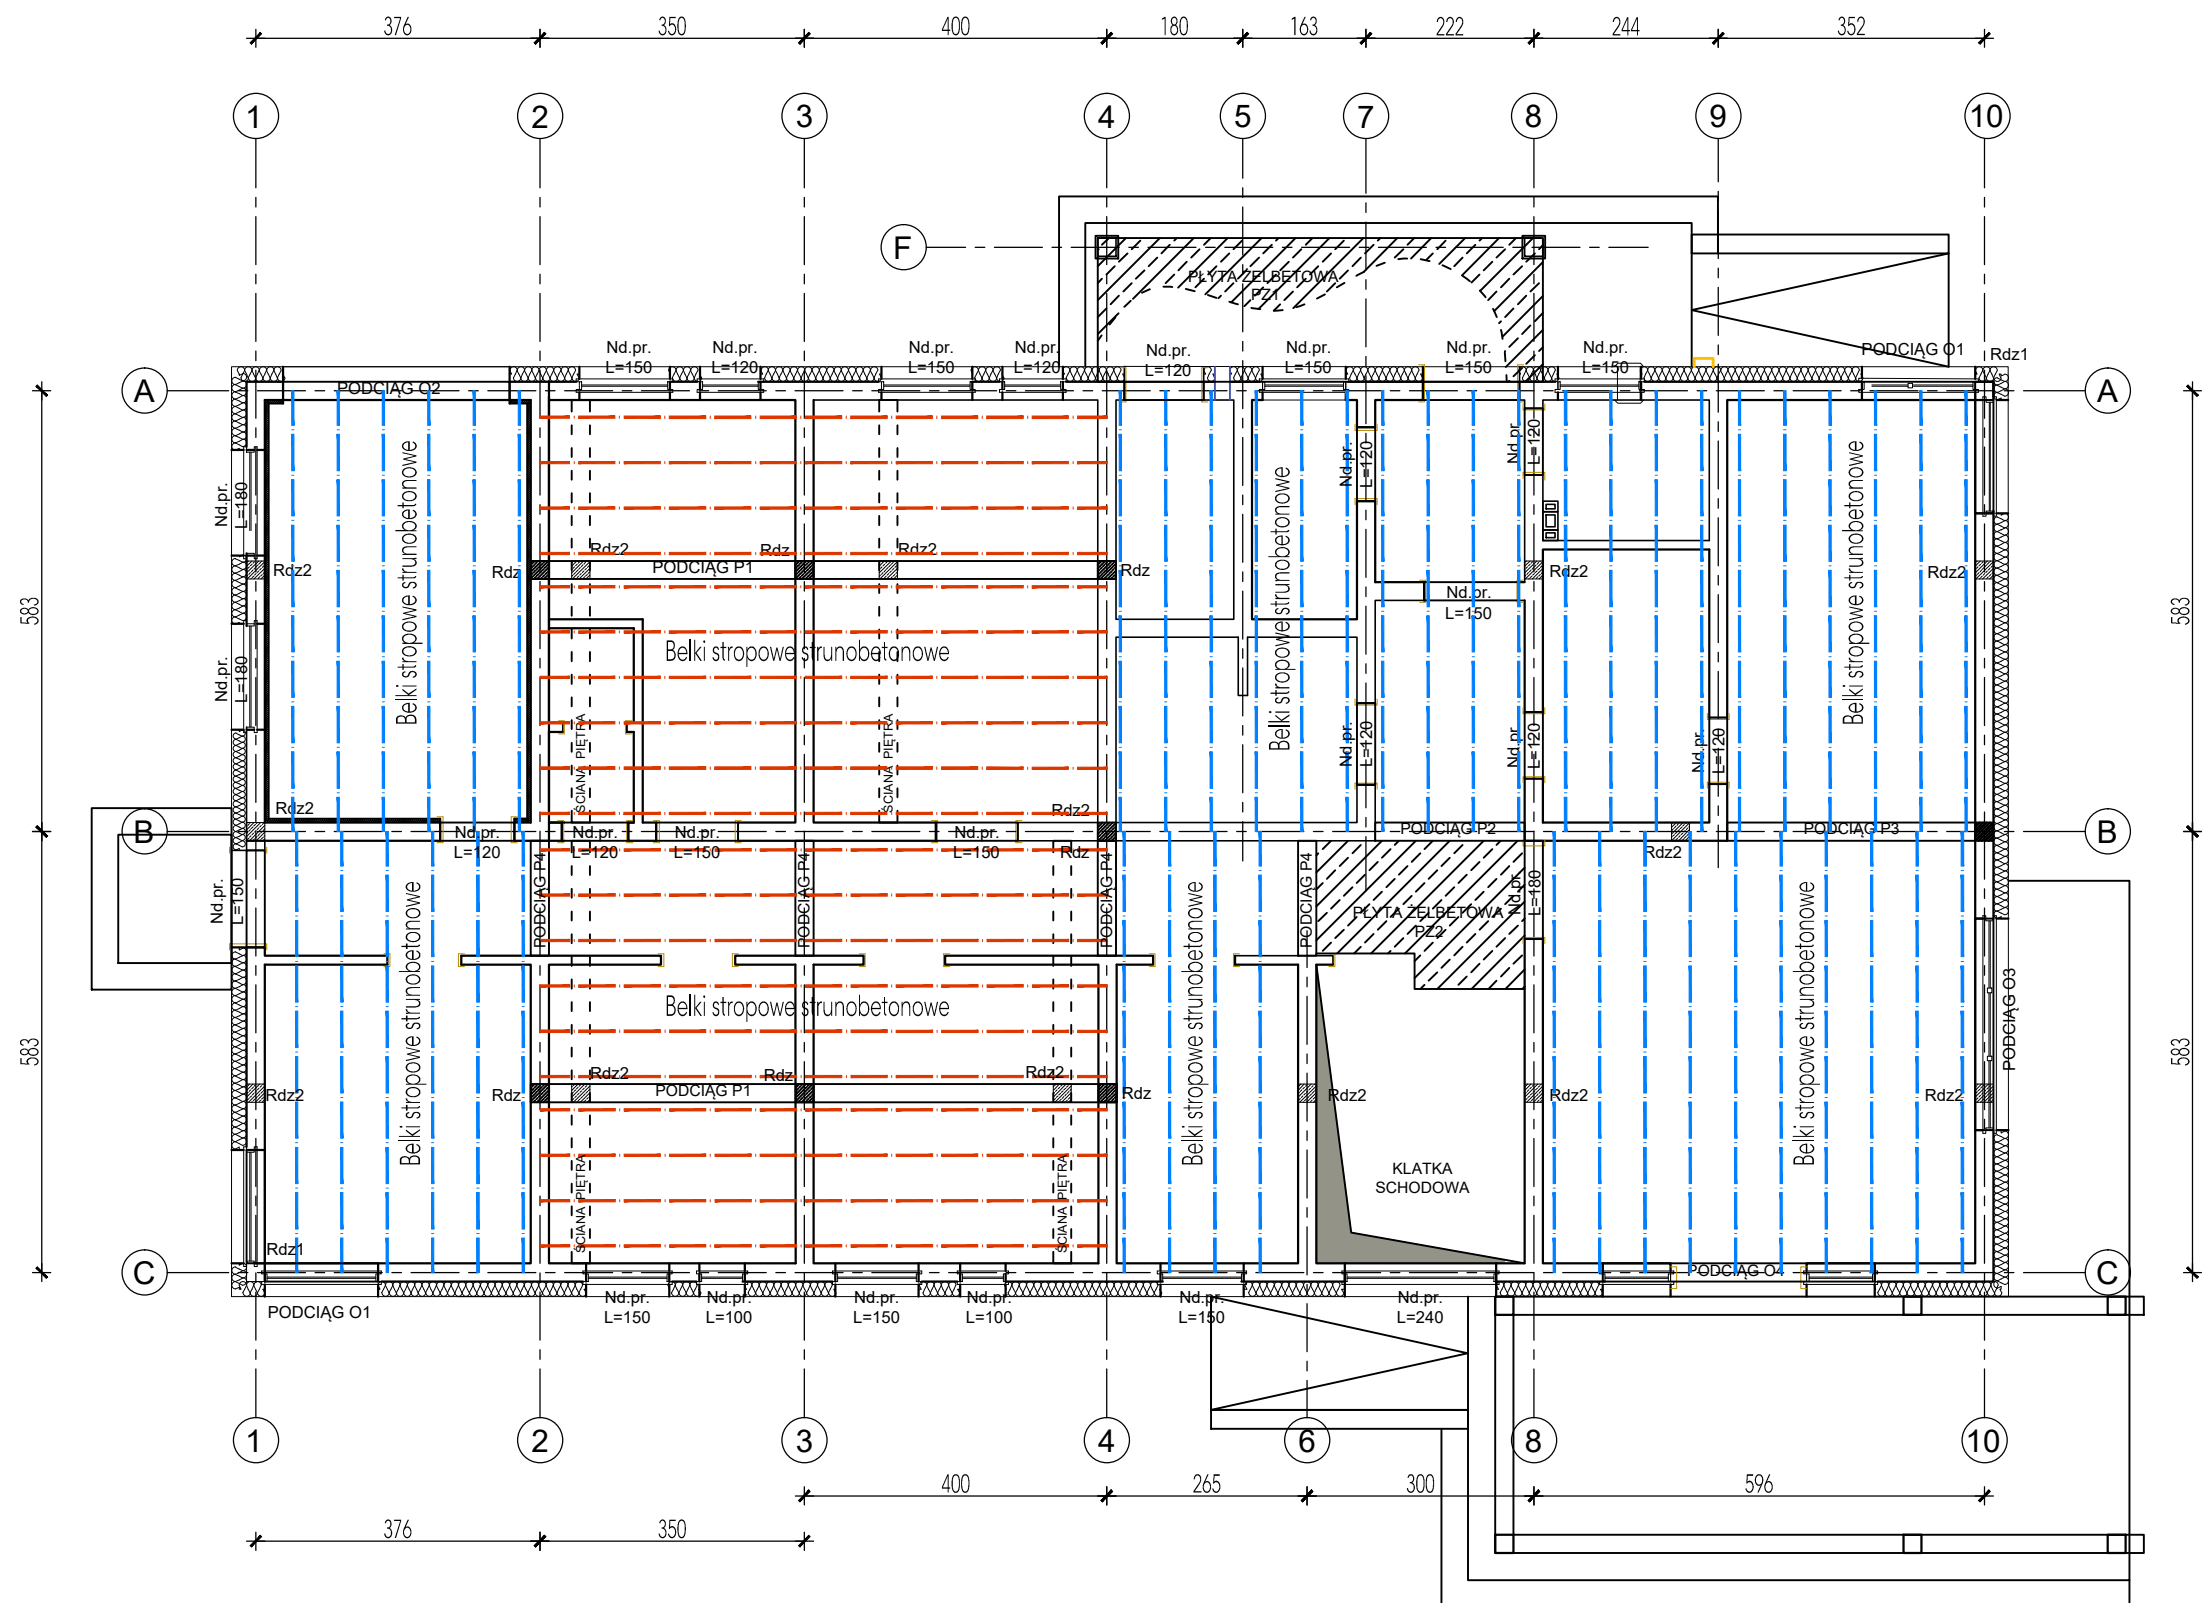 376
350
400
180
163
222
244
352
1
2
3
4
5
7
8
9
10
F
PŁYTA ŻELBETOWA
PZ1
Nd.pr.
L=150
Nd.pr.
L=120
Nd.pr.
L=150
Nd.pr.
L=120
Nd.pr.
L=120
Nd.pr.
L=150
Nd.pr.
L=150
Nd.pr.
L=150
PODCIĄG O1
Rdz1
A
PODCIĄG O2
A
Nd.pr.
L=180
Belki stropowe strunobetonowe
Nd.pr.
L=120
Nd.pr.
L=120
Belki stropowe strunobetonowe
Belki stropowe strunobetonowe
Rdz2
Rdz
Rdz2
PODCIĄG P1
Rdz
Rdz2
Rdz
Rdz2
Rdz2
583
583
Nd.pr.
L=150
Nd.pr.
L=180
Belki stropowe strunobetonowe
ŚCIANA PIĘTRA
ŚCIANA PIĘTRA
Nd.pr.
L=120
Nd.pr.
L=120
Nd.pr.
L=120
Rdz2
Rdz2
B
Nd.pr.
L=120
Nd.pr.
L=120
Nd.pr.
L=150
Nd.pr.
L=150
Rdz
PODCIĄG P2
Rdz2
PODCIĄG P3
B
Nd.pr.
L=150
PODCIĄG P4
PODCIĄG P4
PODCIĄG P4
PODCIĄG P4
PŁYTA ŻELBETOWA
PZ2
Nd.pr.
L=180
Belki stropowe strunobetonowe
Belki stropowe strunobetonowe
Belki stropowe strunobetonowe
Belki stropowe strunobetonowe
PODCIĄG O3
583
583
Rdz2
Rdz
Rdz2
PODCIĄG P1
Rdz
Rdz2
Rdz
Rdz2
Rdz2
Rdz2
ŚCIANA PIĘTRA
ŚCIANA PIĘTRA
KLATKA
SCHODOWA
Rdz1
C
PODCIĄG O4
C
PODCIĄG O1
Nd.pr.
L=150
Nd.pr.
L=100
Nd.pr.
L=150
Nd.pr.
L=100
Nd.pr.
L=150
Nd.pr.
L=240
1
2
3
4
6
8
10
400
265
300
596
376
350